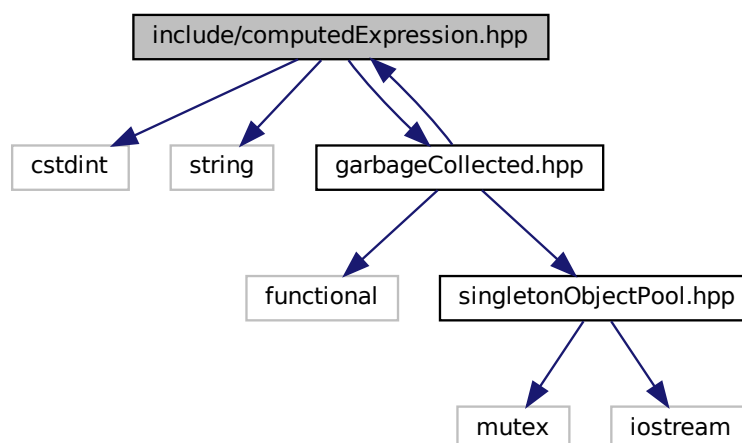 include/computedExpression.hpp
cstdint
string
garbageCollected.hpp
functional
singletonObjectPool.hpp
mutex
iostream